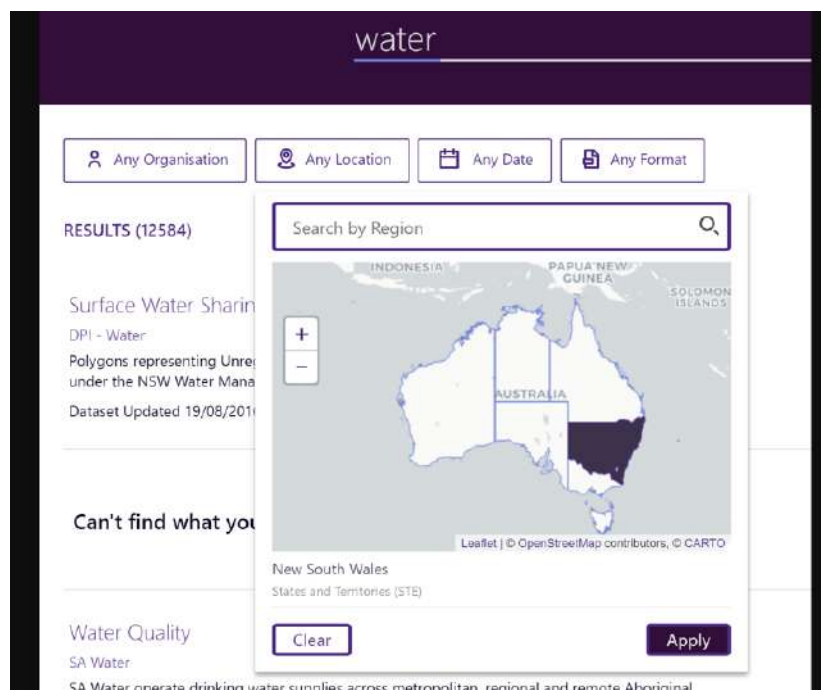 water
Any Organisation
Any Location
Any Date
Any Format
RESULTS (12584)
Search by Region
INDONESIA
PAPUA NEW
GUINEA
SOLOMON
ISLANDS
+
−
AUSTRALIA
Leaflet | © OpenStreetMap contributors, © CARTO
New South Wales
States and Territories (STE)
Clear
Apply
Surface Water Sharin
DPI - Water
Polygons representing Unre
under the NSW Water Mana
Dataset Updated 19/08/201
Can't find what you
Water Quality
SA Water
SA Water operate drinking water supplies across metropolitan, regional and remote Aboriginal